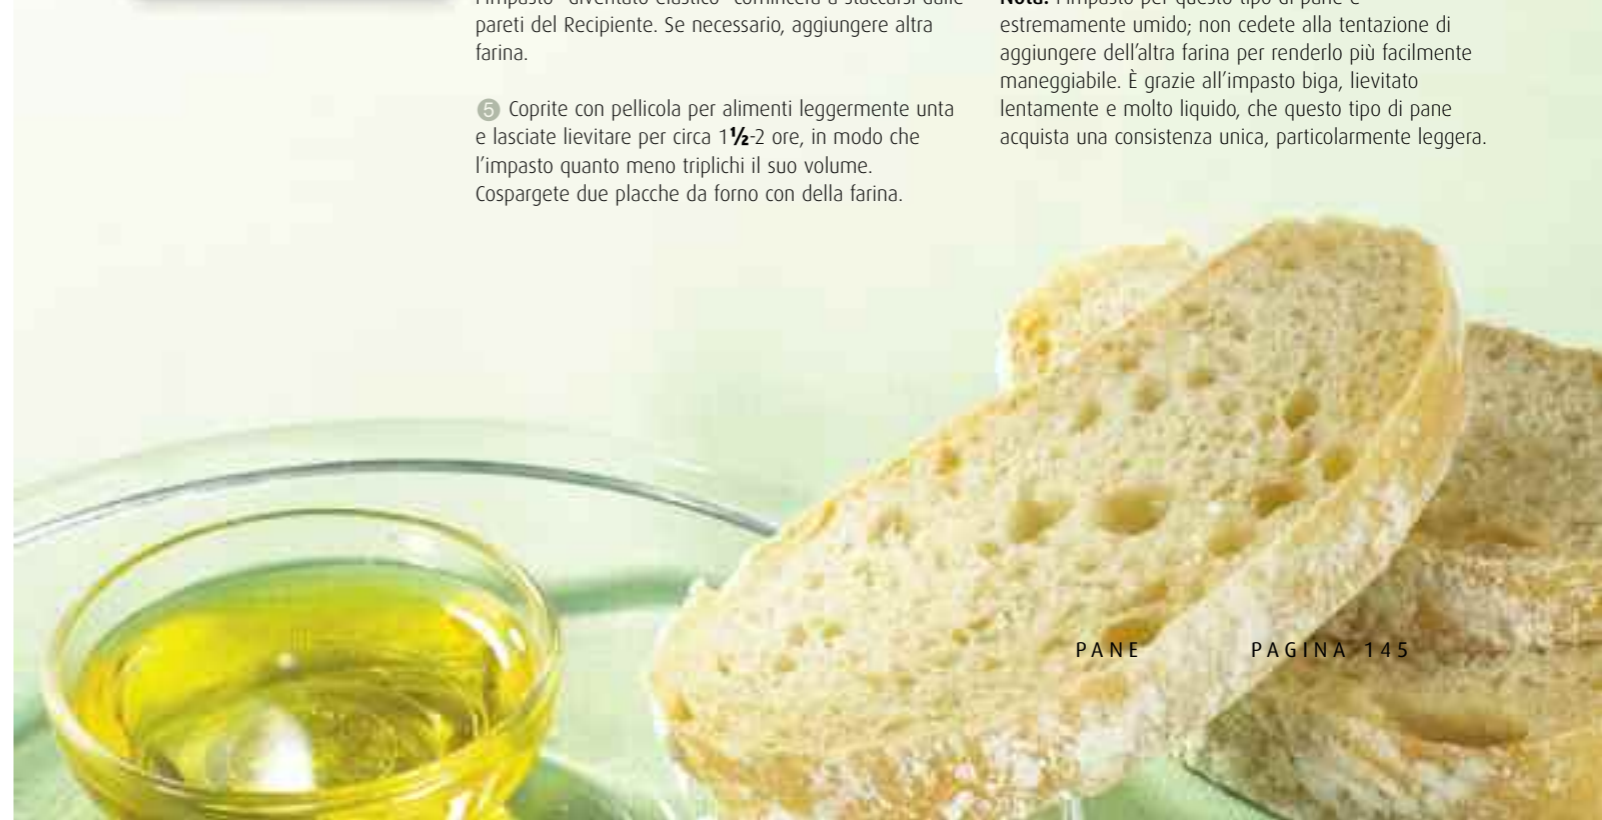 pareti del Recipiente. Se necessario, aggiungere altra
farina.
5 Coprite con pellicola per alimenti leggermente unta
e lasciate lievitare per circa 1½-2 ore, in modo che
l'impasto quanto meno triplichi il suo volume.
Cospargete due placche da forno con della farina.
estremamente umido; non cedete alla tentazione di
aggiungere dell'altra farina per renderlo più facilmente
maneggiabile. È grazie all'impasto biga, lievitato
lentamente e molto liquido, che questo tipo di pane
acquista una consistenza unica, particolarmente leggera.
PANE PAGINA 145